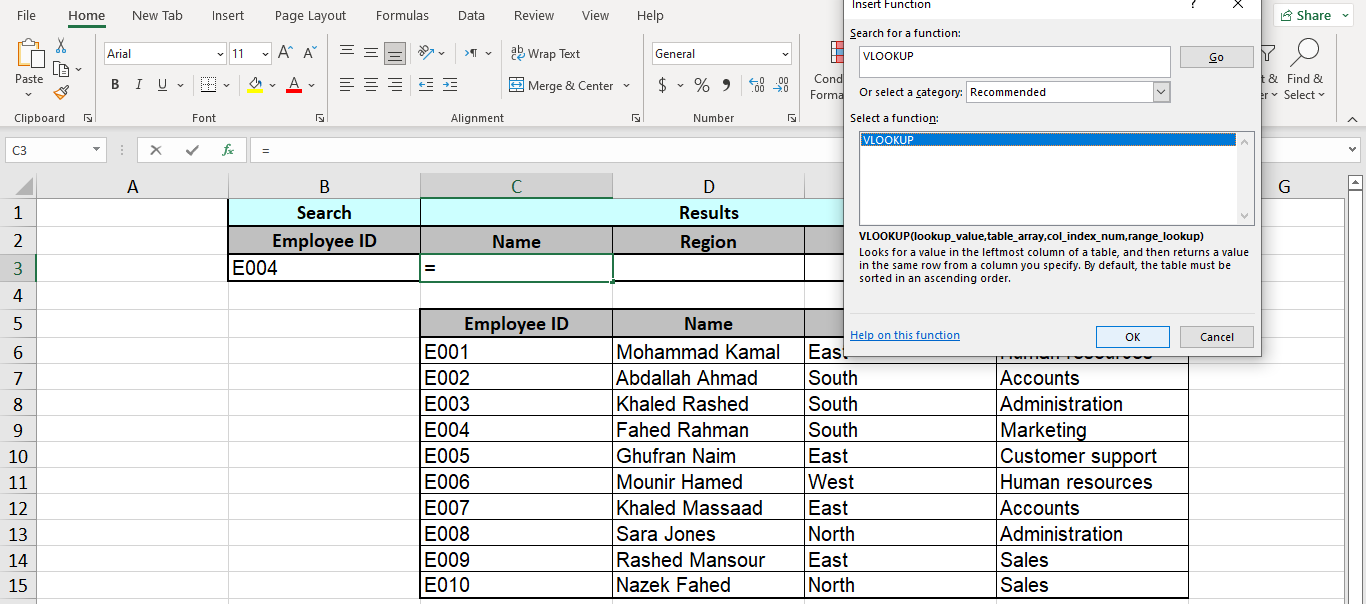 File Home New Tab Insert Page Layout Formulas Data Review View Help
Insert Function ?
Share
Search for a function:
VLOOKUP
Go
Or select a category: Recommended
Select a function:
VLOOKUP
VLOOKUP(lookup_value,table_array,col_index_num,range_lookup)
Looks for a value in the leftmost column of a table, and then returns a value
in the same row from a column you specify. By default, the table must be
sorted in an ascending order.
Help on this function
OK Cancel
Arial 11 ab Wrap Text General
Paste B I U A Merge & Center $ % 9 .00 Cond & Find &
Forma Select
Clipboard Font Alignment Number
C3 fx =
A B C D G
1 Search Results
2 Employee ID Name Region
3 E004 =
4
5 Employee ID Name
6 E001 Mohammad Kamal East Human resources
7 E002 Abdallah Ahmad South Accounts
8 E003 Khaled Rashed South Administration
9 E004 Fahed Rahman South Marketing
10 E005 Ghufran Naim East Customer support
11 E006 Mounir Hamed West Human resources
12 E007 Khaled Massaad East Accounts
13 E008 Sara Jones North Administration
14 E009 Rashed Mansour East Sales
15 E010 Nazek Fahed North Sales